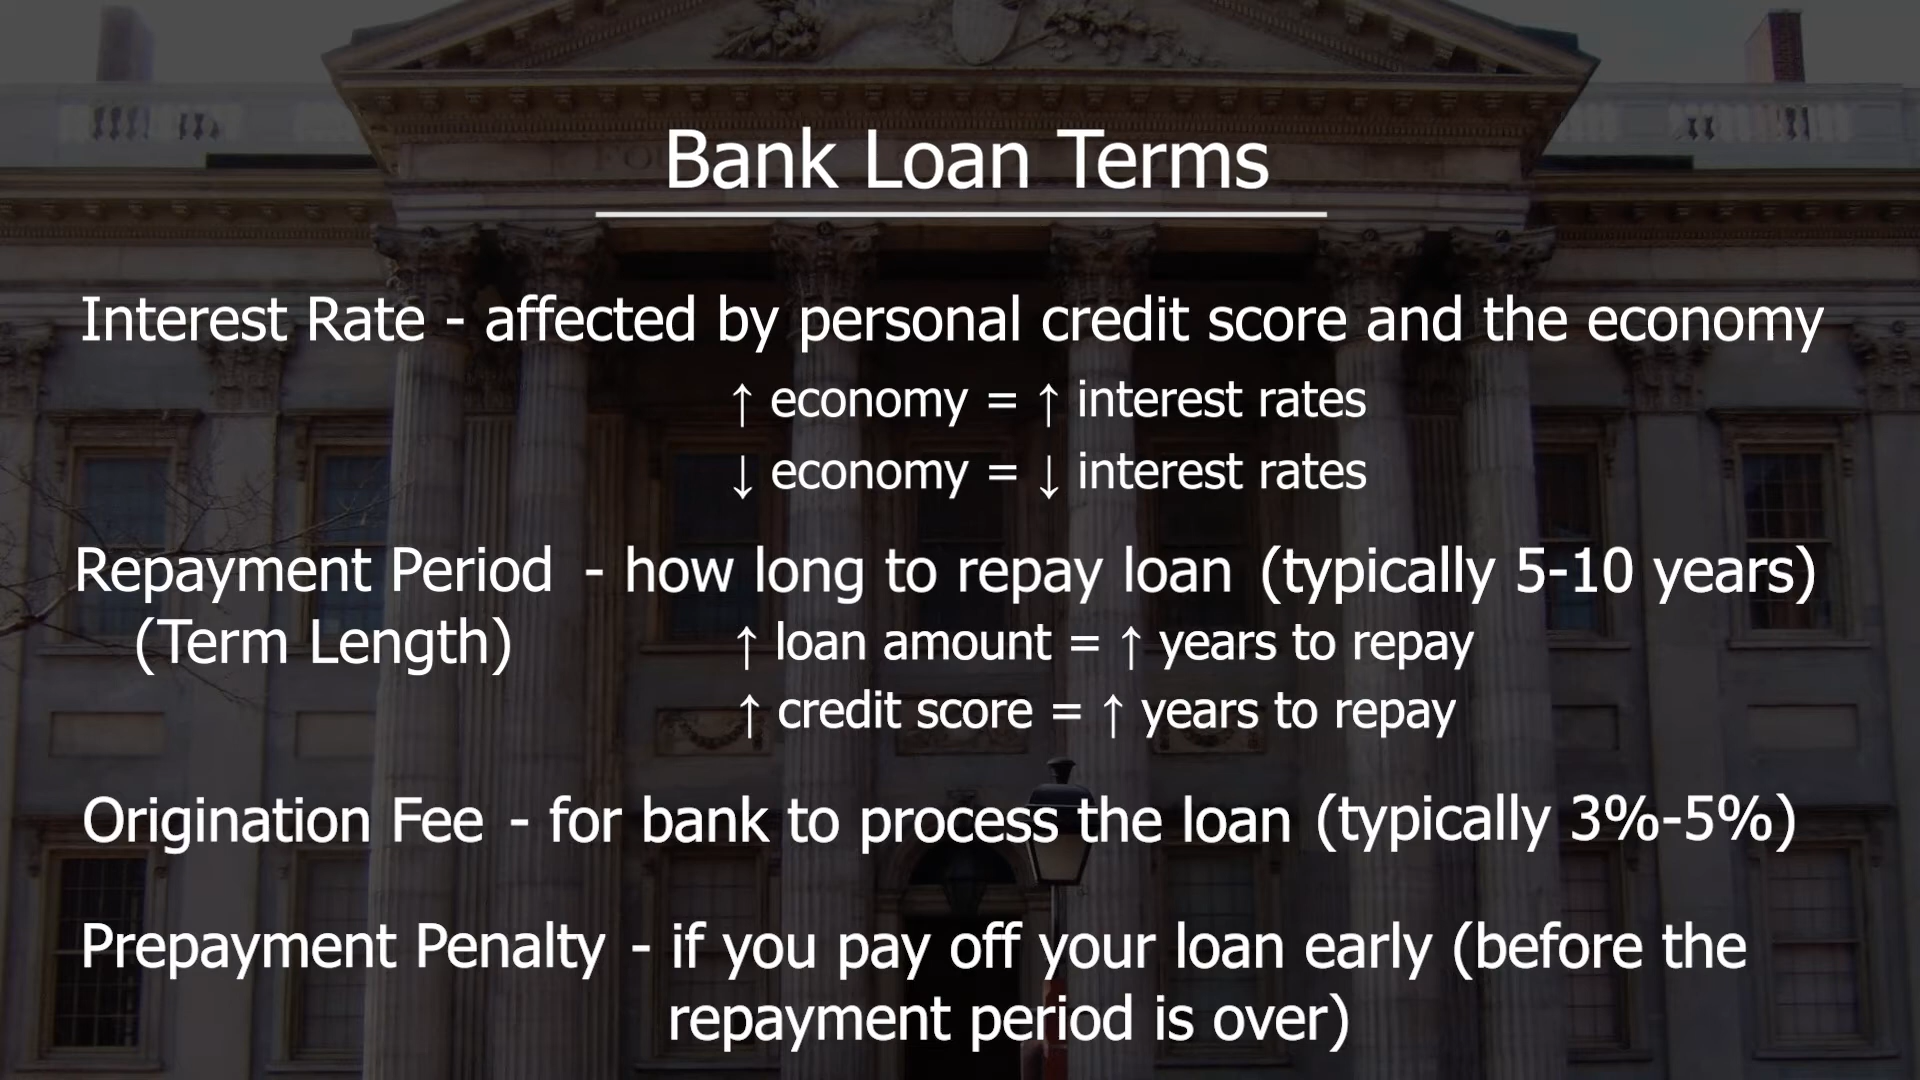 Bank Loan Terms
Interest Rate - affected by personal credit score and the economy
↑ economy = ↑ interest rates
↓ economy = ↓ interest rates
Repayment Period - how long to repay loan (typically 5-10 years)
(Term Length)
↑ loan amount = ↑ years to repay
↑ credit score = ↑ years to repay
Origination Fee - for bank to process the loan (typically 3%-5%)
Prepayment Penalty - if you pay off your loan early (before the
repayment period is over)